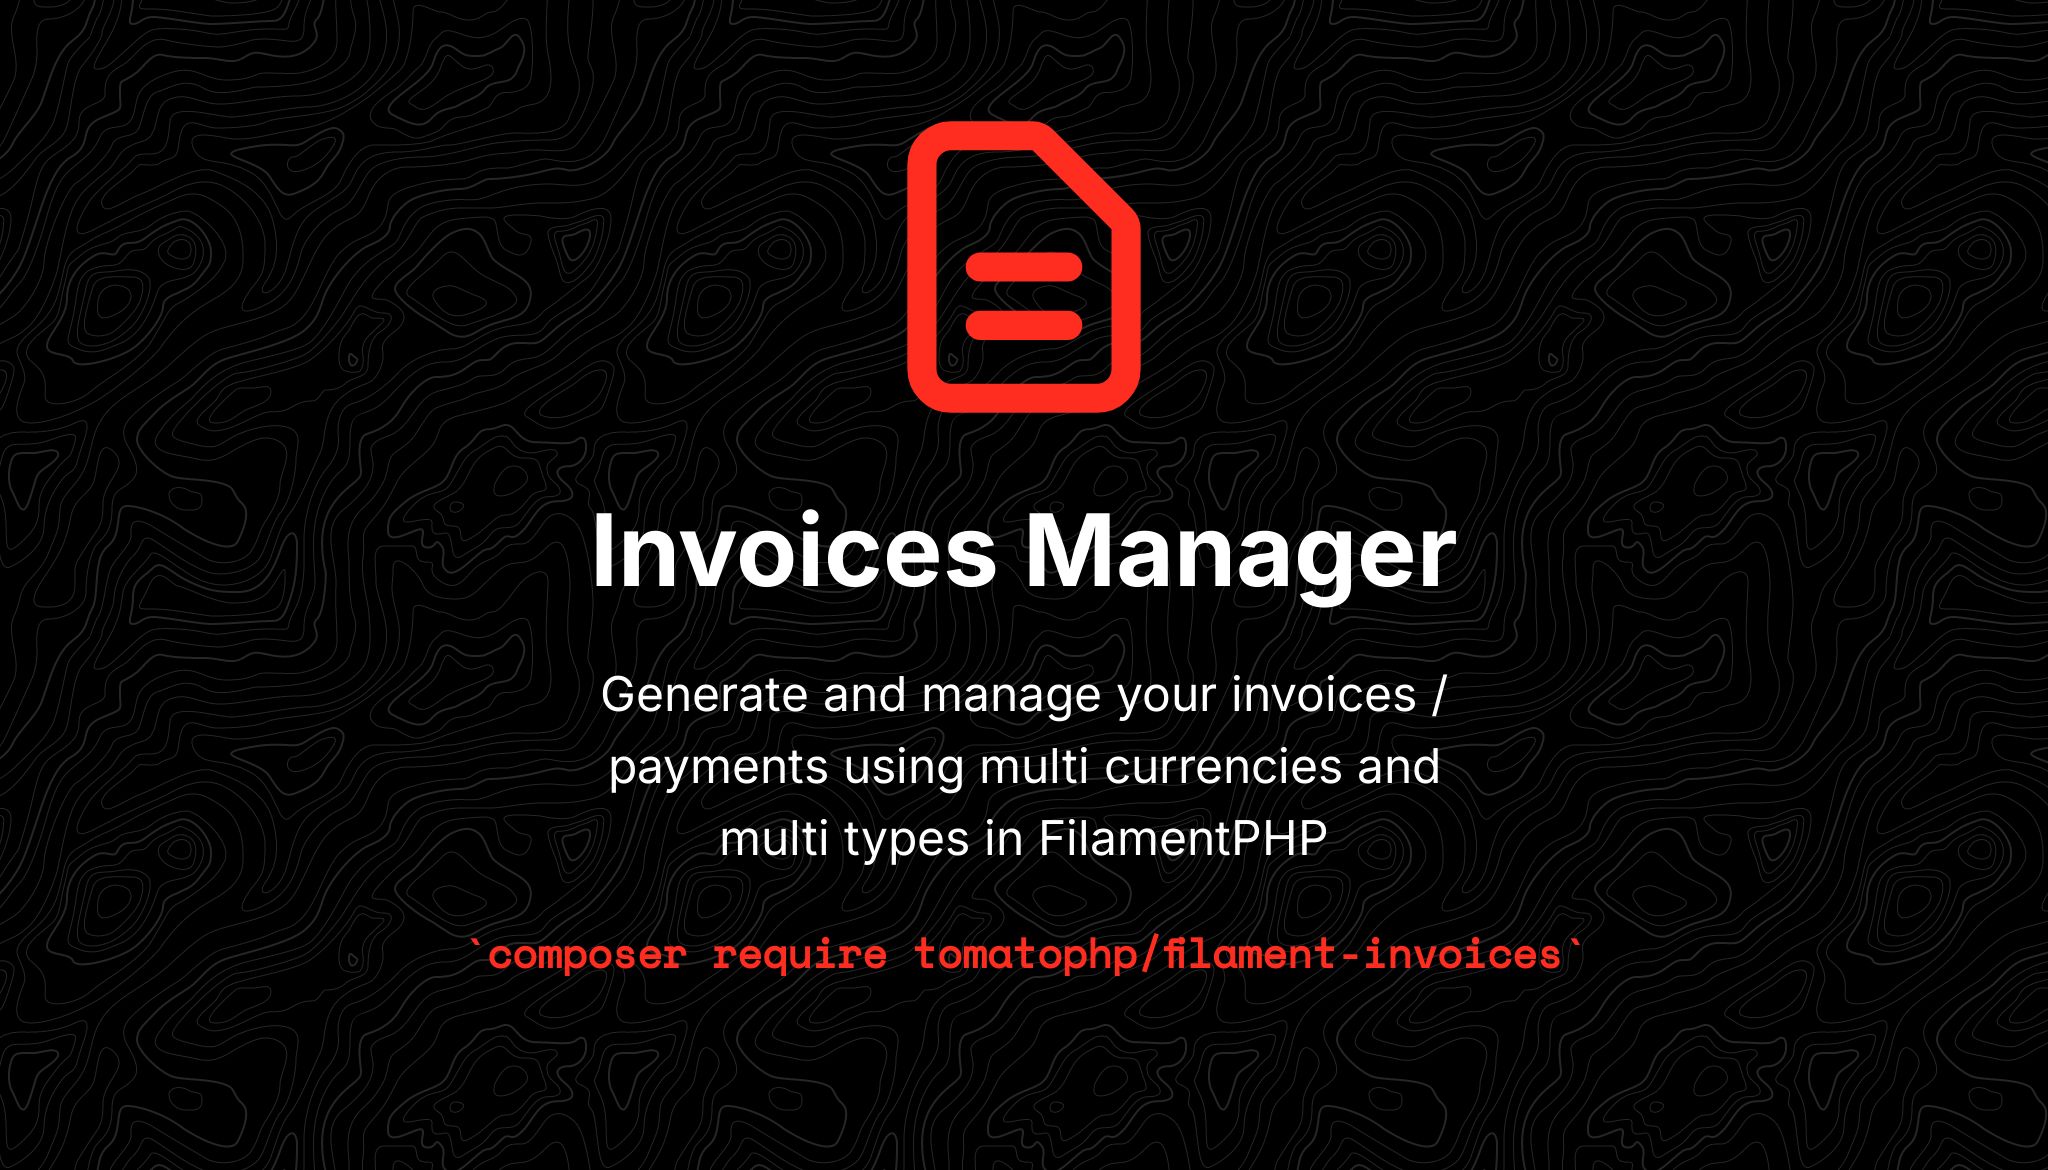 Invoices Manager
Generate and manage your invoices /
payments using multi currencies and
multi types in FilamentPHP
`composer require tomatophp/filament-invoices`